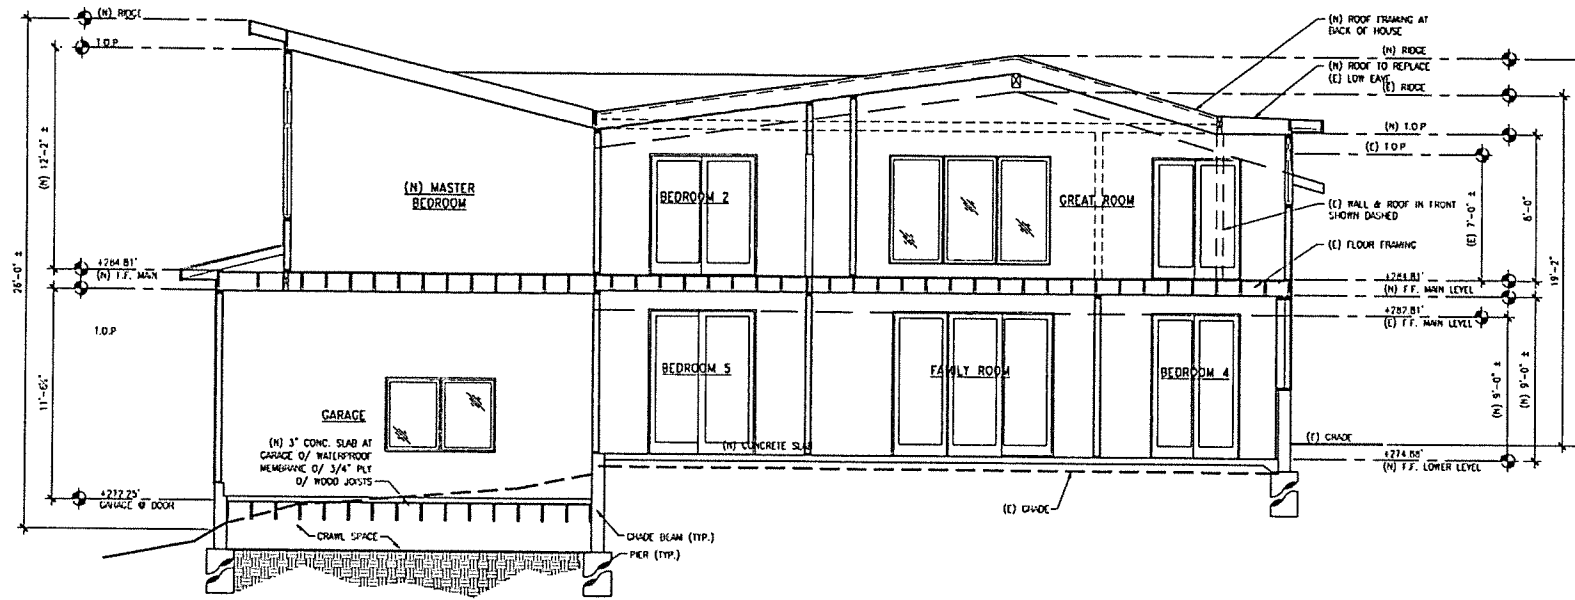 (N) RIDGE
T.O.P
(N) 12'-2" ±
26'-0" ±
+284.81'
(N) F.F. MAIN
T.O.P
11'-6½"
+272.25'
GARAGE @ DOOR
(N) MASTER
BEDROOM
BEDROOM 2
GREAT ROOM
GARAGE
(N) 3" CONC. SLAB AT
GARAGE O/ WATERPROOF
MEMBRANE O/ 3/4" PLY
O/ WOOD JOISTS
CRAWL SPACE
BEDROOM 5
FAMILY ROOM
BEDROOM 4
(N) CONCRETE SLAB
GRADE BEAM (TYP.)
PIER (TYP.)
(E) GRADE
(N) ROOF FRAMING AT
BACK OF HOUSE
(N) RIDGE
(N) ROOF TO REPLACE
(E) LOW EAVE
(E) RIDGE
(N) T.O.P
(E) T.O.P
(E) WALL & ROOF IN FRONT
SHOWN DASHED
(E) FLOOR FRAMING
(E) 7'-0" ±
8'-0"
19'-2"
+284.81'
(N) F.F. MAIN LEVEL
(E) F.F. MAIN LEVEL
(N) 9'-0" ±
(N) 9'-0" ±
(E) GRADE
+274.88'
(N) F.F. LOWER LEVEL